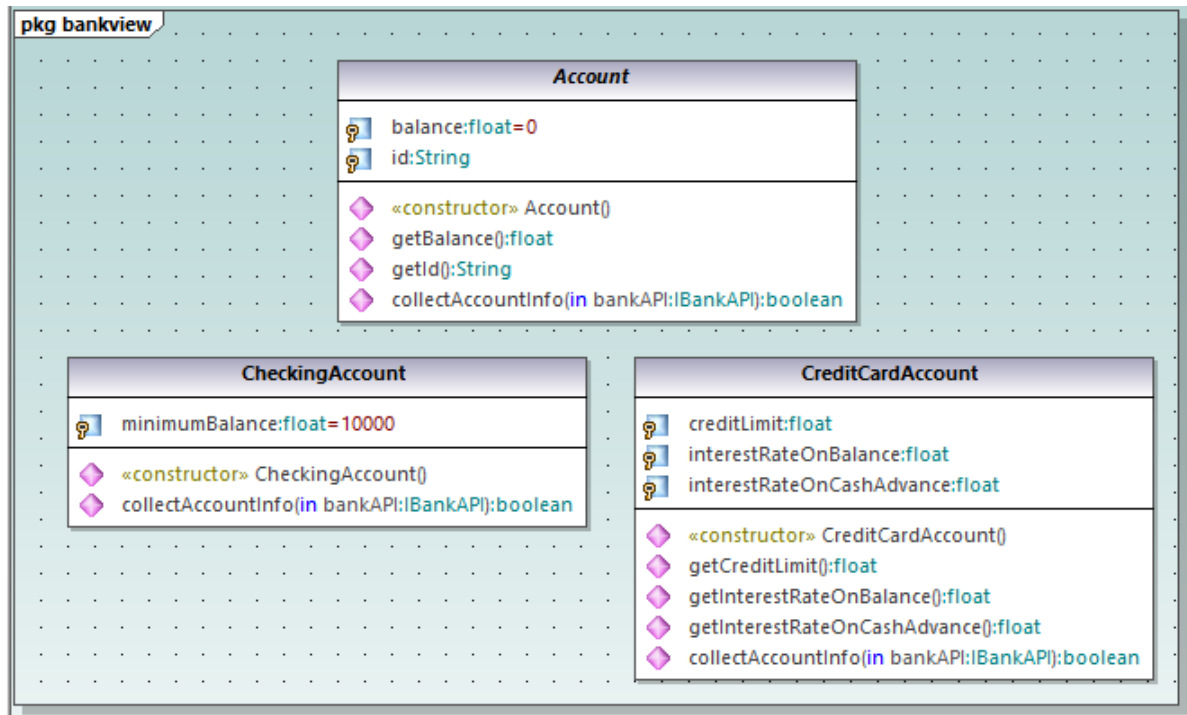 pkg bankview
Account
balance:float=0
id:String
«constructor» Account()
getBalance():float
getId():String
collectAccountInfo(in bankAPI:IBankAPI):boolean
CheckingAccount
minimumBalance:float=10000
«constructor» CheckingAccount()
collectAccountInfo(in bankAPI:IBankAPI):boolean
CreditCardAccount
creditLimit:float
interestRateOnBalance:float
interestRateOnCashAdvance:float
«constructor» CreditCardAccount()
getCreditLimit():float
getInterestRateOnBalance():float
getInterestRateOnCashAdvance():float
collectAccountInfo(in bankAPI:IBankAPI):boolean